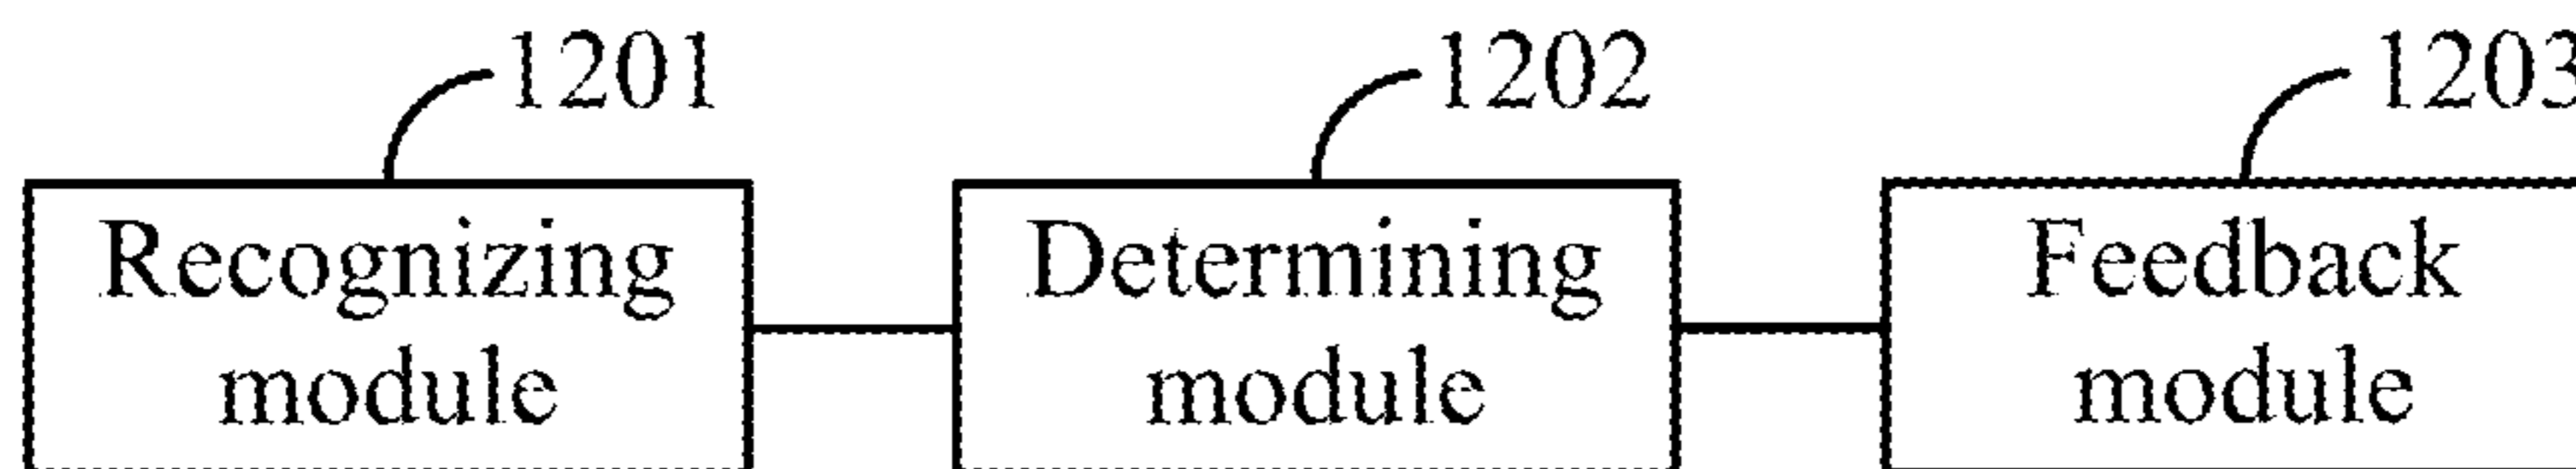 1201
1202
1203
Recognizing
module
Determining
module
Feedback
module